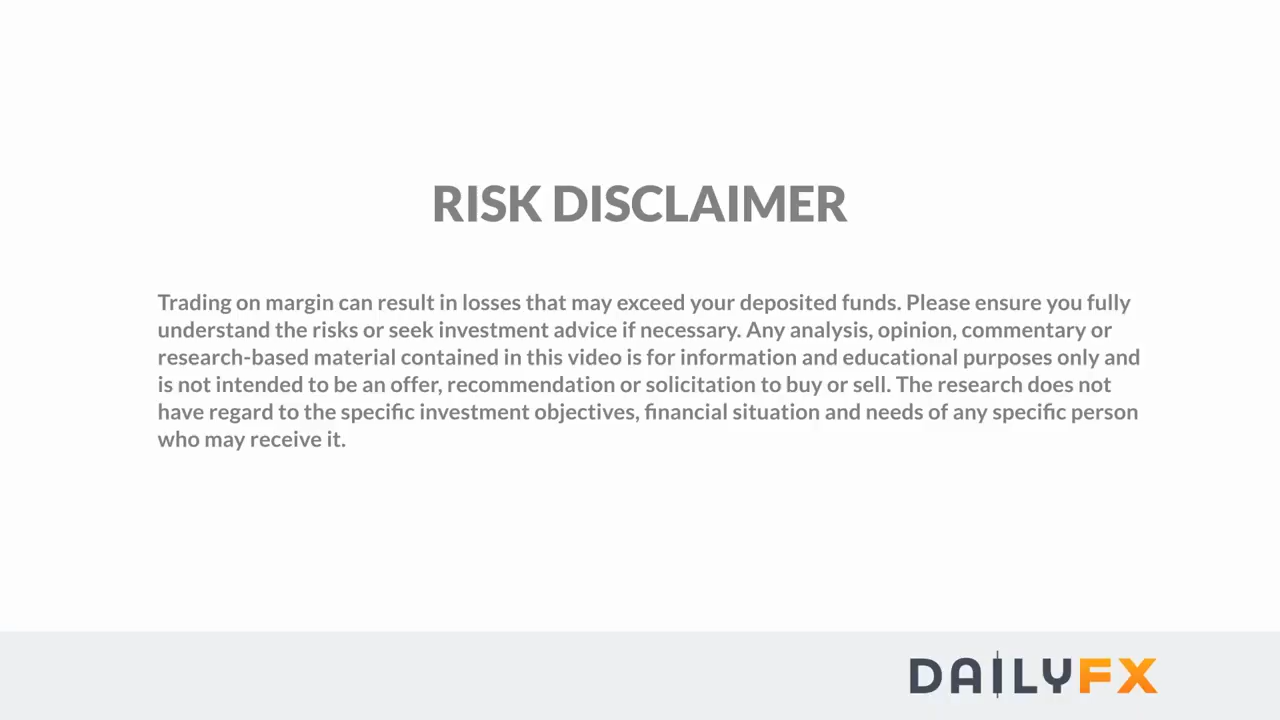 RISK DISCLAIMER
Trading on margin can result in losses that may exceed your deposited funds. Please ensure you fully
understand the risks or seek investment advice if necessary. Any analysis, opinion, commentary or
research-based material contained in this video is for information and educational purposes only and
is not intended to be an offer, recommendation or solicitation to buy or sell. The research does not
have regard to the specific investment objectives, financial situation and needs of any specific person
who may receive it.
DAILYFX